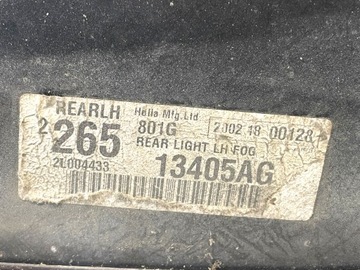 REARLH Hella Mfg.Ltd
2 265 801G 2002 18 00128
REAR LIGHT LH FOG
2L004433 13405AG